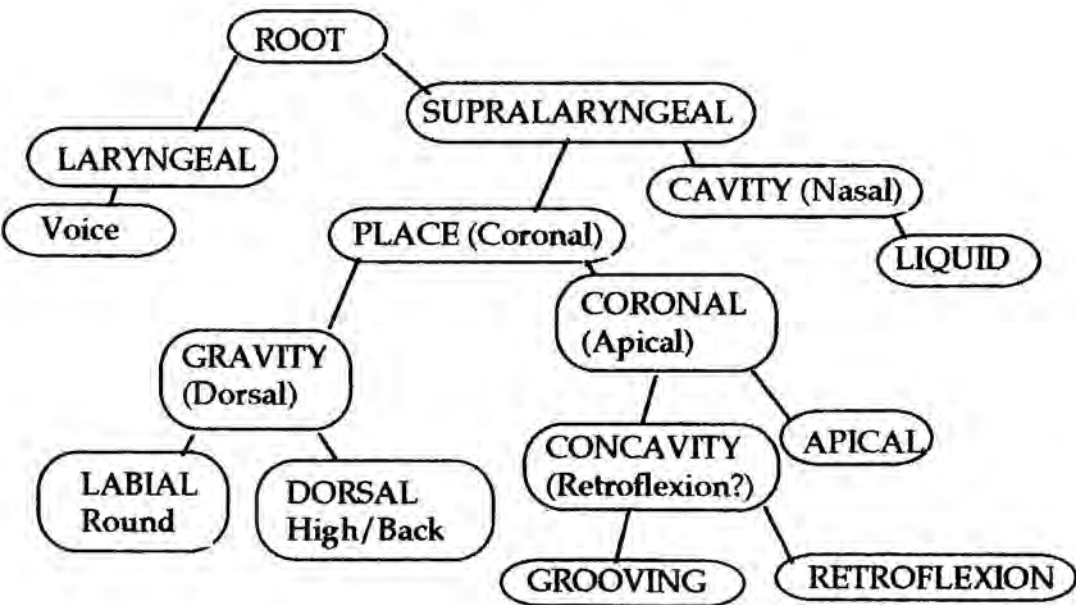 ROOT
SUPRALARYNGEAL
LARYNGEAL
CAVITY (Nasal)
Voice
PLACE (Coronal)
LIQUID
CORONAL
(Apical)
GRAVITY
(Dorsal)
APICAL
CONCAVITY
(Retroflexion?)
LABIAL
Round
DORSAL
High/Back
GROOVING
RETROFLEXION